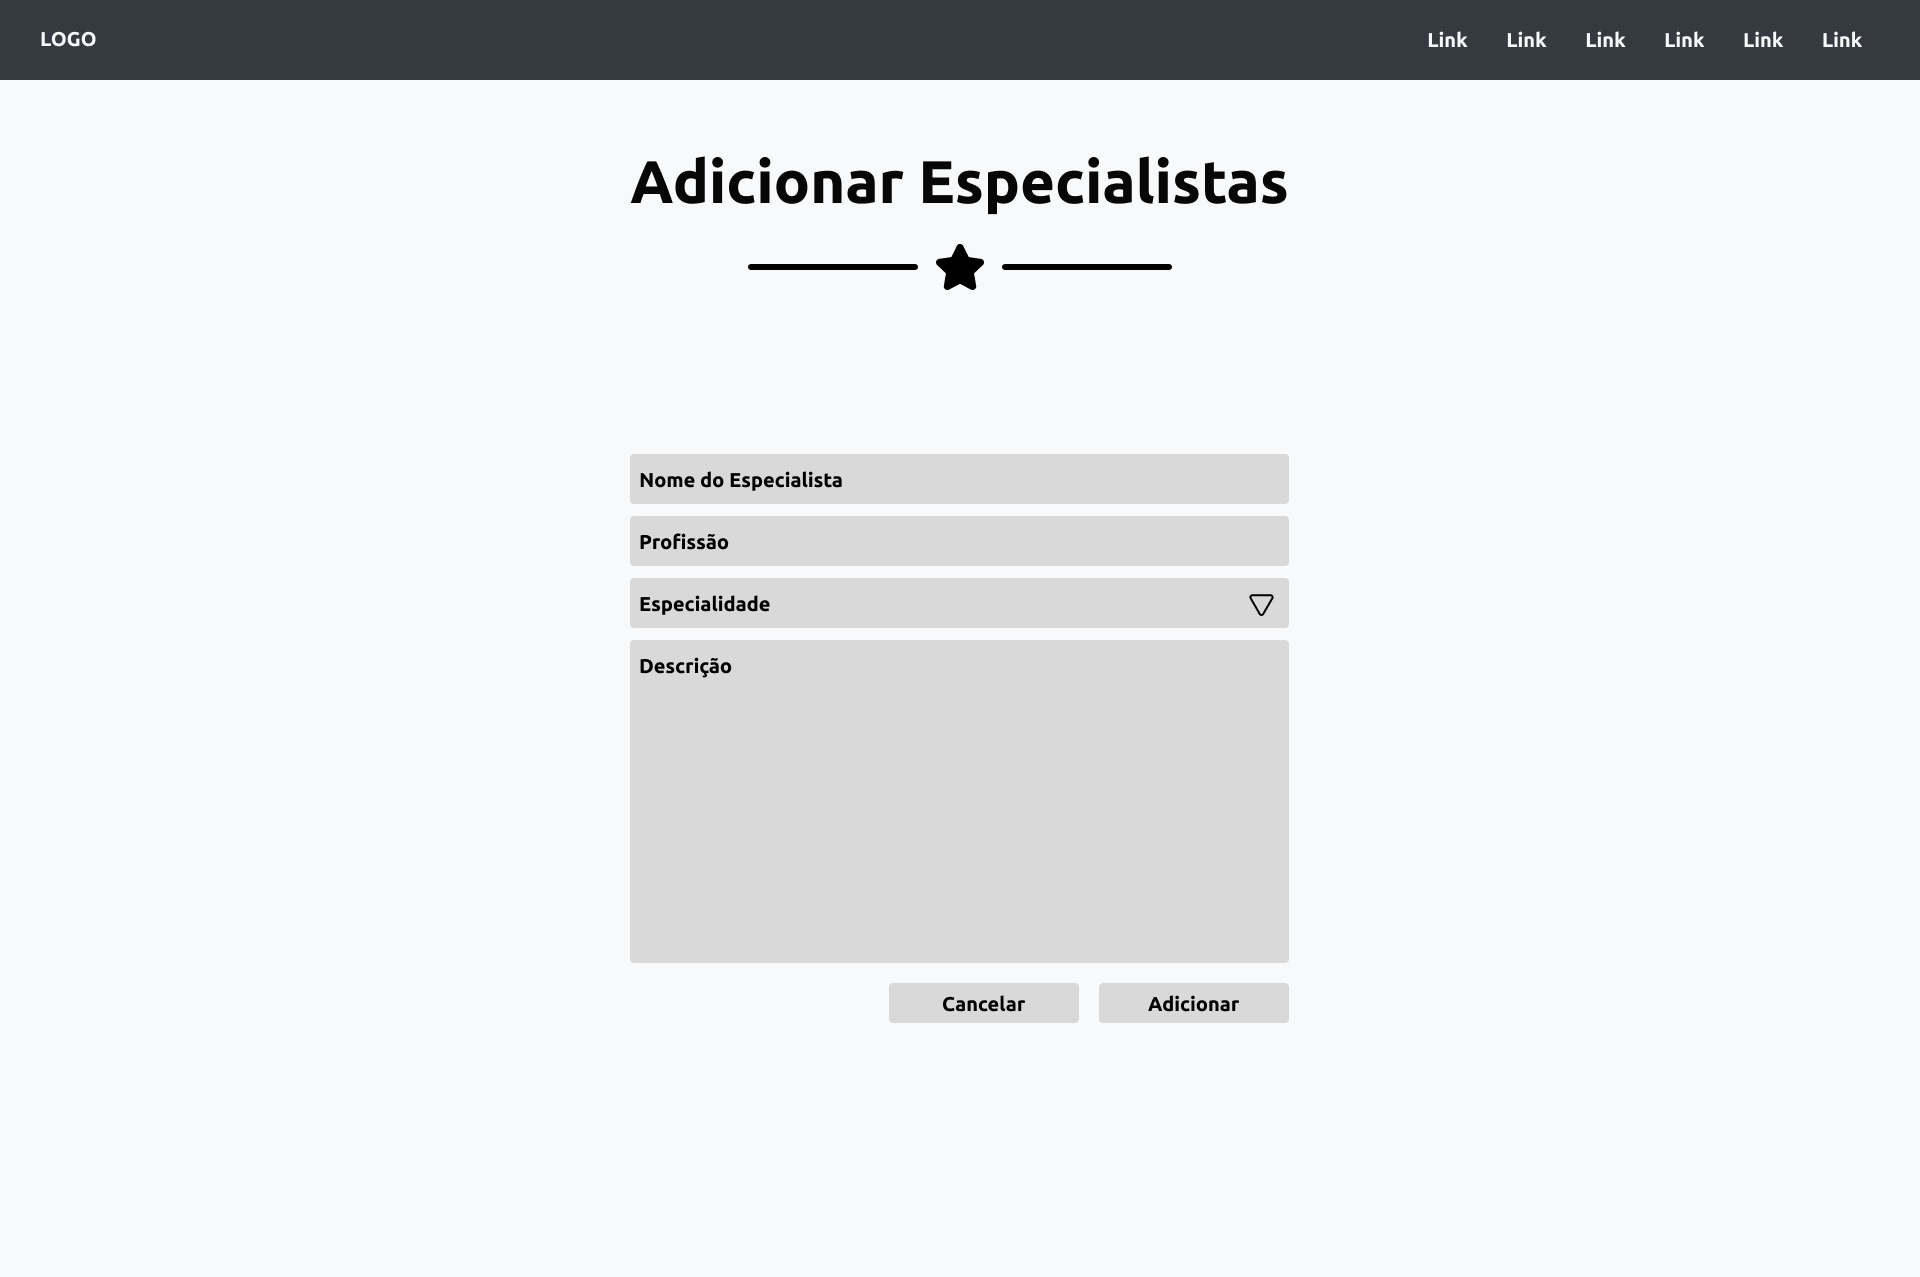 LOGO Link Link Link Link Link Link
Adicionar Especialistas
Nome do Especialista
Profissão
Especialidade
Descrição
Cancelar Adicionar